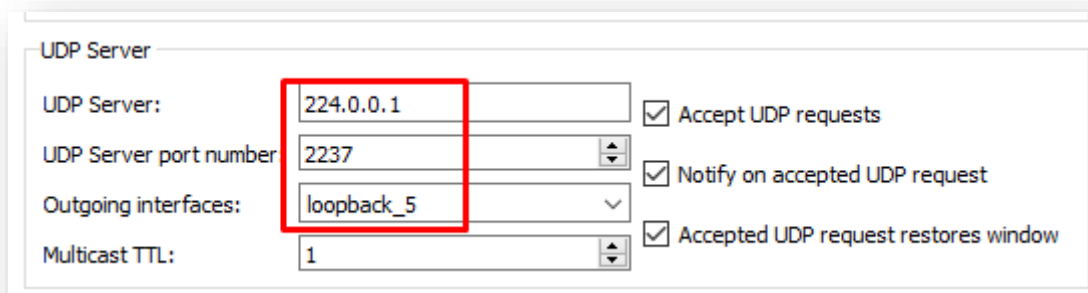 UDP Server
UDP Server: 224.0.0.1 Accept UDP requests
UDP Server port number: 2237 Notify on accepted UDP request
Outgoing interfaces: loopback_5 Accepted UDP request restores window
Multicast TTL: 1